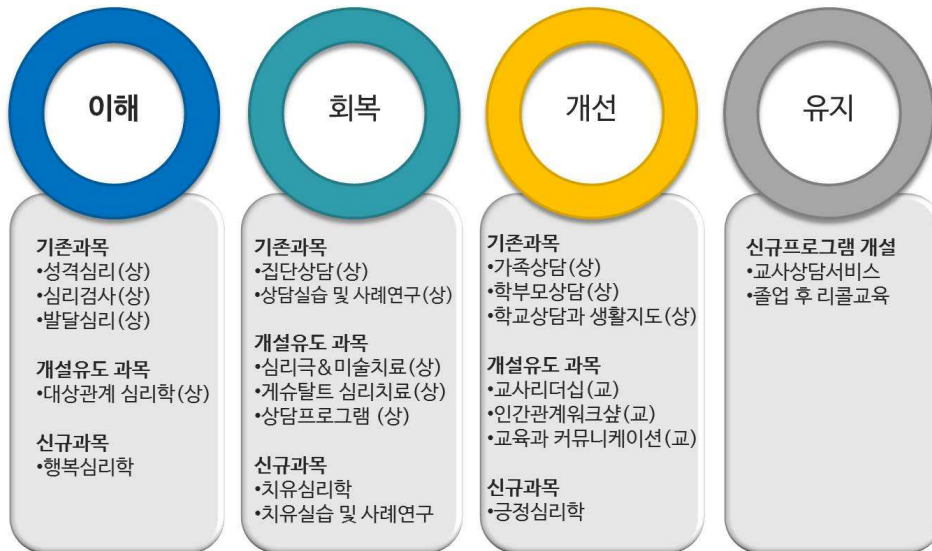 이해
기존과목
•성격심리(상)
•심리검사(상)
•발달심리(상)
개설유도 과목
•대상관계 심리학(상)
신규과목
•행복심리학
회복
기존과목
•집단상담(상)
•상담실습 및 사례연구(상)
개설유도 과목
•심리극&미술치료(상)
•게슈탈트 심리치료(상)
•상담프로그램 (상)
신규과목
•치유심리학
•치유실습 및 사례연구
개선
기존과목
•가족상담(상)
•학부모상담(상)
•학교상담과 생활지도(상)
개설유도 과목
•교사리더십(교)
•인간관계워크샾(교)
•교육과 커뮤니케이션(교)
신규과목
•긍정심리학
유지
신규프로그램 개설
•교사상담서비스
•졸업 후 리콜교육